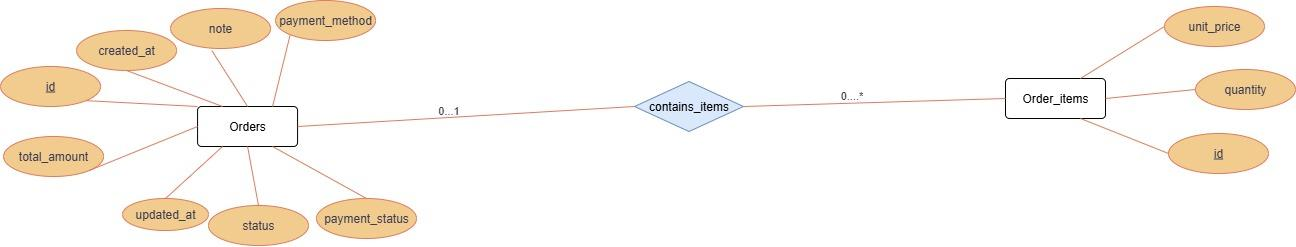 payment_method
note
created_at
id
Orders
total_amount
updated_at
status
payment_status
0...1
contains_items
0....*
Order_items
unit_price
quantity
id